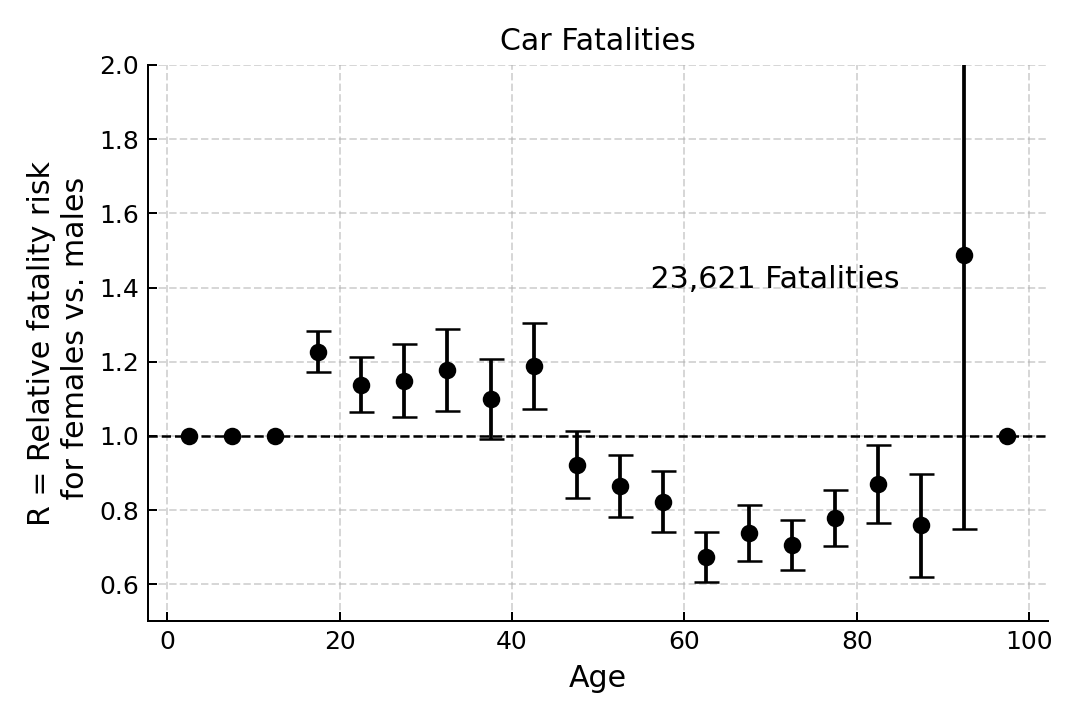 Car Fatalities
R = Relative fatality risk
for females vs. males
2.0
1.8
1.6
1.4
1.2
1.0
0.8
0.6
23,621 Fatalities
0 20 40 60 80 100
Age